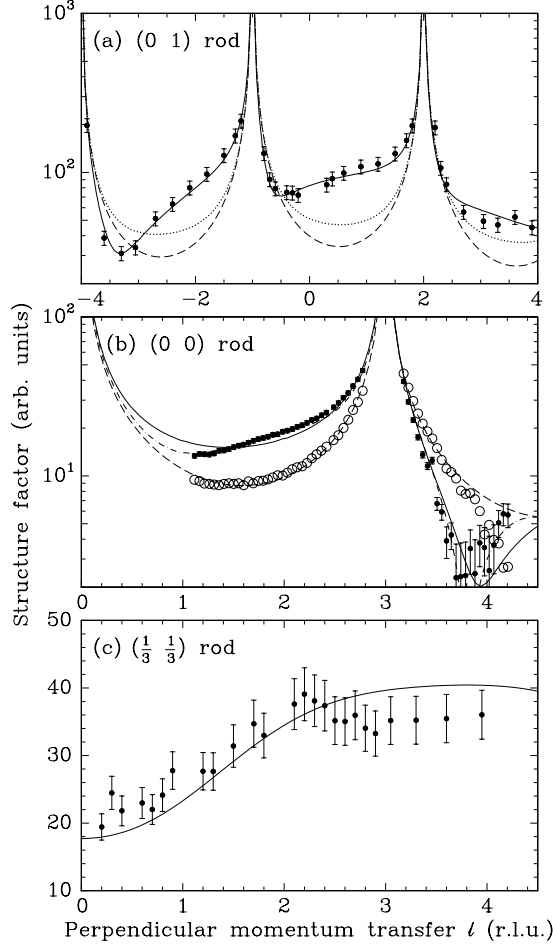 10³
(a) (0 1) rod
10²
−4 −2 0 2 4
10²
(b) (0 0) rod
10¹
0 1 2 3 4
Structure factor (arb. units)
50
(c) (1/3 1/3) rod
40
30
20
10
0 1 2 3 4
Perpendicular momentum transfer l (r.l.u.)